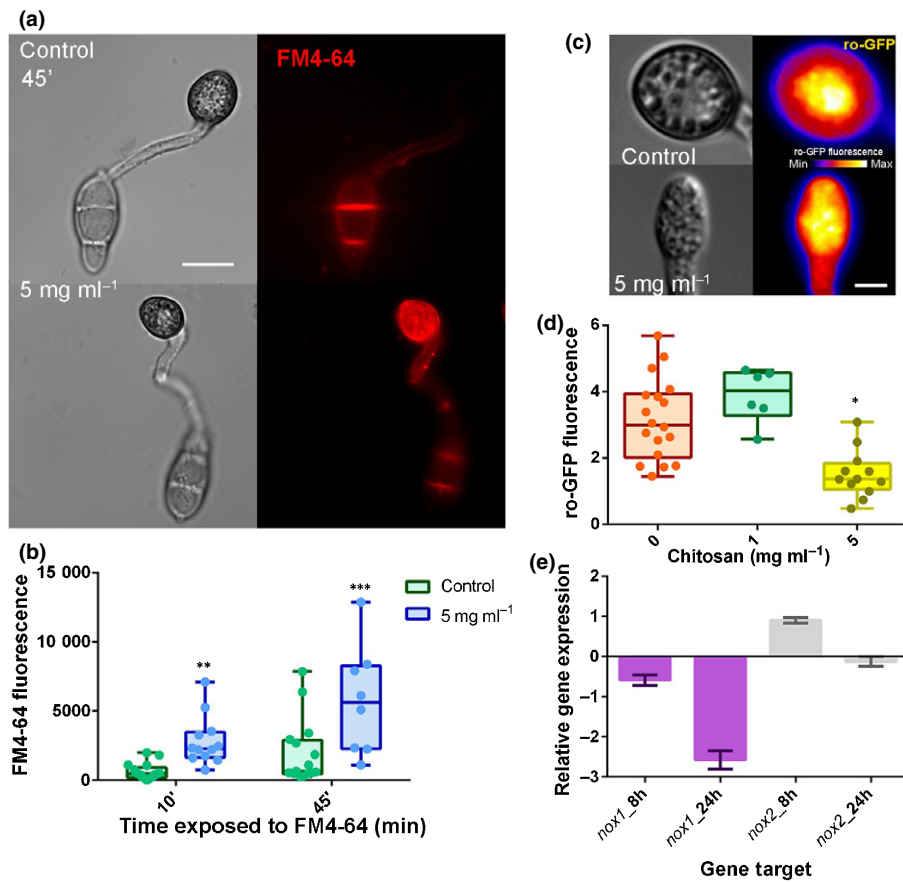 (a)
Control
45'
FM4-64
5 mg ml⁻¹
(b)
15 000
10 000
5000
0
FM4-64 fluorescence
**
***
Control
5 mg ml⁻¹
10'
45'
Time exposed to FM4-64 (min)
(c)
ro-GFP
Control
ro-GFP fluorescence
Min
Max
5 mg ml⁻¹
(d)
6
4
2
0
ro-GFP fluorescence
*
0
1
5
Chitosan (mg ml⁻¹)
(e)
2
1
0
−1
−2
−3
Relative gene expression
nox1_8h
nox1_24h
nox2_8h
nox2_24h
Gene target